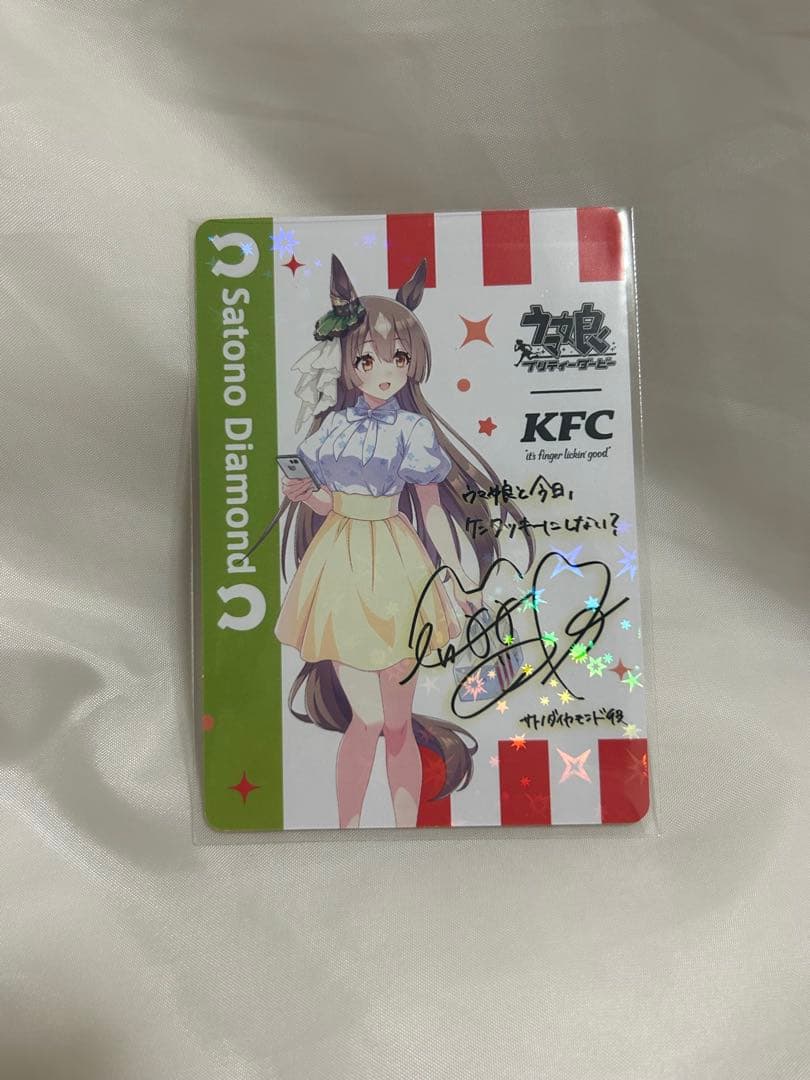 Satono Diamond
ウマ娘
プリティーダービー
KFC
"it's finger lickin' good"
ウマ娘と今日、
ケンタッキーにしない?
サトノダイヤモンド役